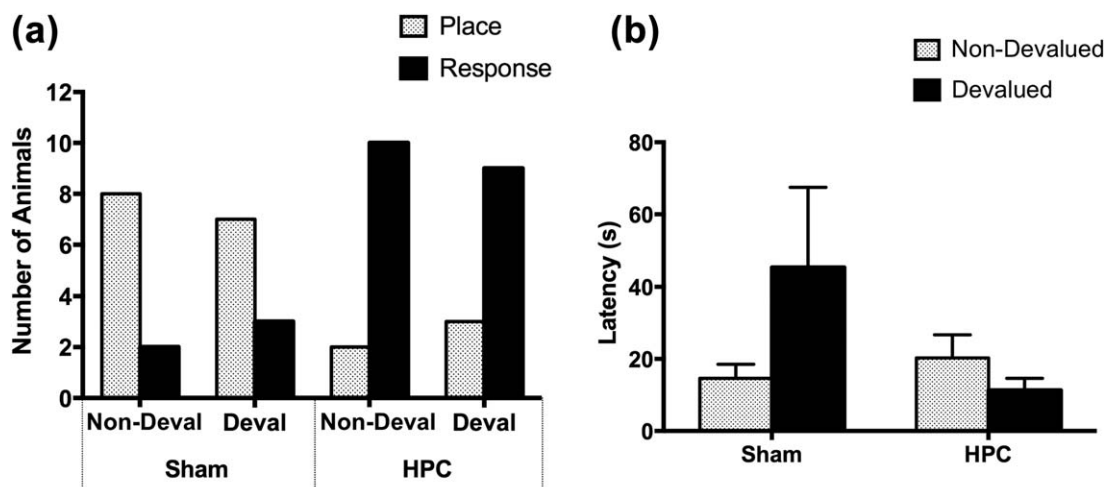 (a)
Place
Response
Number of Animals
12
10
8
6
4
2
0
Non-Deval Deval Non-Deval Deval
Sham HPC
(b)
Non-Devalued
Devalued
Latency (s)
80
60
40
20
0
Sham HPC